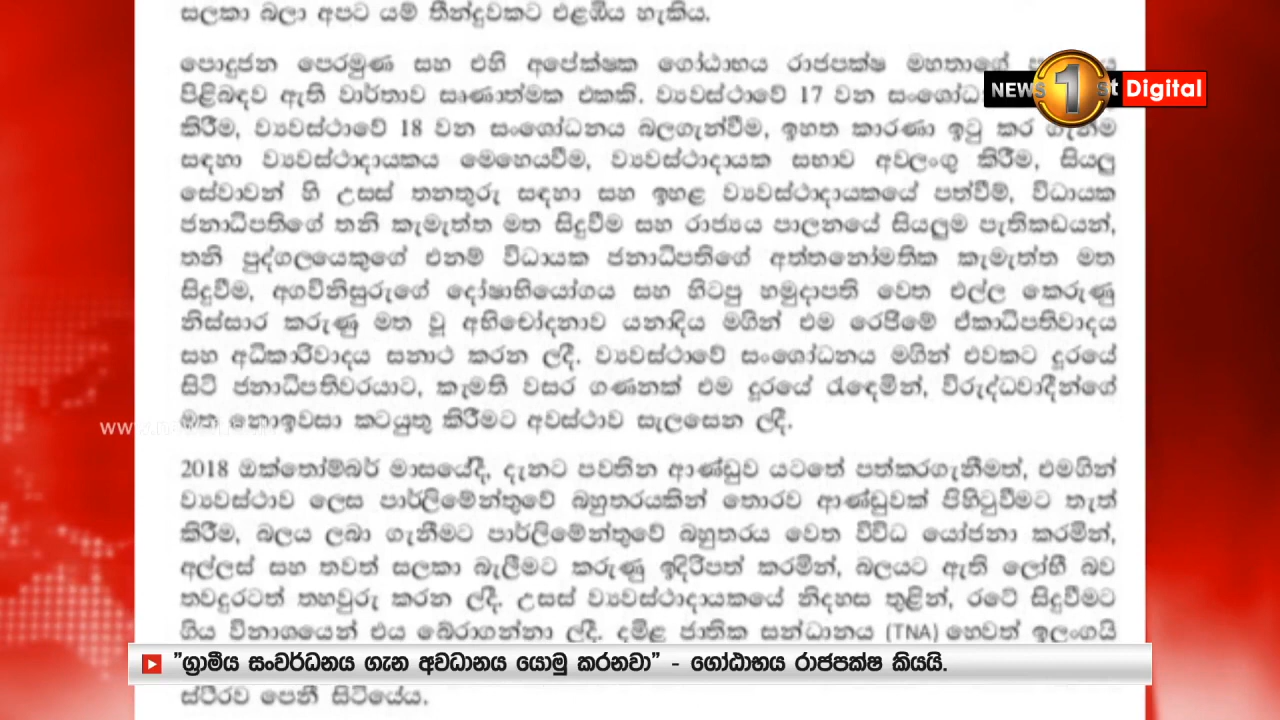 සලකා බලා අපට යම් තීන්දුවකට එළඹිය හැකිය.
පොදුජන පෙරමුණ සහ එහි අපේක්ෂක ගෝඨාභය රාජපක්ෂ මහතාගේ
පිළිබඳව ඇති වාර්තාව සෘණාත්මක එකකි. ව්‍යවස්ථාවේ 17 වන
කිරීම, ව්‍යවස්ථාවේ 18 වන සංශෝධනය බලගැන්වීම, ඉහත කාරණා ඉටු කර ගැනීම
සඳහා ව්‍යවස්ථාදායකය මෙහෙයවීම, ව්‍යවස්ථාදායක සභාව අවලංගු කිරීම, සියලු
සේවාවන් හි උසස් තනතුරු සඳහා සහ ඉහළ ව්‍යවස්ථාදායකයේ පත්වීම්, විධායක
ජනාධිපතිගේ තනි කැමැත්ත මත සිදුවීම සහ රාජ්‍යය පාලනයේ සියලුම පැතිකඩයන්,
තනි පුද්ගලයෙකුගේ එනම් විධායක ජනාධිපතිගේ අත්තනෝමතික කැමැත්ත මත
සිදුවීම, අගවිනිසුරුගේ දෝෂාභියෝගය සහ හිටපු හමුදාපති වෙත එල්ල කෙරුණු
නිස්සාර කරුණු මත වූ අභිචෝදනාව යනාදිය මගින් එම රෙජිමේ ඒකාධිපතිවාදය
සහ අධිකාරිවාදය සනාථ කරන ලදී. ව්‍යවස්ථාවේ සංශෝධනය මගින් එවකට දූරයේ
සිටි ජනාධිපතිවරයාට, කැමති වසර ගණනක් එම දූරයේ රැඳෙමින්, විරුද්ධවාදීන්ගේ
මත නොඉවසා කටයුතු කිරීමට අවස්ථාව සැලසෙන ලදී.
2018 ඔක්තෝම්බර් මාසයේදී, දැනට පවතින ආණ්ඩුව යටතේ පත්කරගැනීමත්, එමගින්
ව්‍යවස්ථාව ලෙස පාර්ලිමේන්තුවේ බහුතරයකින් තොරව ආණ්ඩුවක් පිහිටුවීමට තැත්
කිරීම, බලය ලබා ගැනීමට පාර්ලිමේන්තුවේ බහුතරය වෙත විවිධ යෝජනා කරමින්,
අල්ලස් සහ තවත් සලකා බැලීමට කරුණු ඉදිරිපත් කරමින්, බලයට ඇති ලෝභී බව
තවදුරටත් තහවුරු කරන ලදී. උසස් ව්‍යවස්ථාදායකයේ නිදහස තුළින්, රටේ සිදුවීමට
ගිය විනාශයෙන් එය බේරාගන්නා ලදී. දමිළ ජාතික සන්ධානය (TNA) හෙවත් ඉලංගයි
ස්ථිරව පෙනී සිටියේය.
NEWS 1st Digital
"ග්‍රාමීය සංවර්ධනය ගැන අවධානය යොමු කරනවා" - ගෝඨාභය රාජපක්ෂ කියයි.